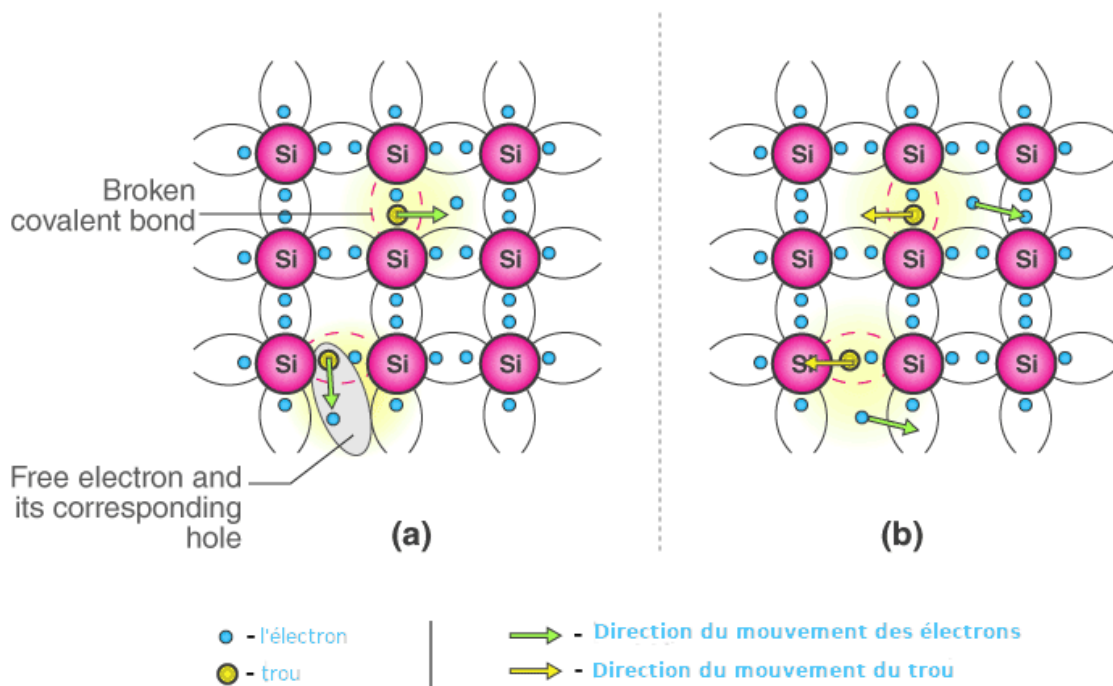 Si Si Si
Si Si Si
Broken
covalent bond
Si Si Si
Si Si Si
Si Si Si
Si Si Si
Free electron and
its corresponding
hole
(a)
(b)
- l'électron
- trou
- Direction du mouvement des électrons
- Direction du mouvement du trou